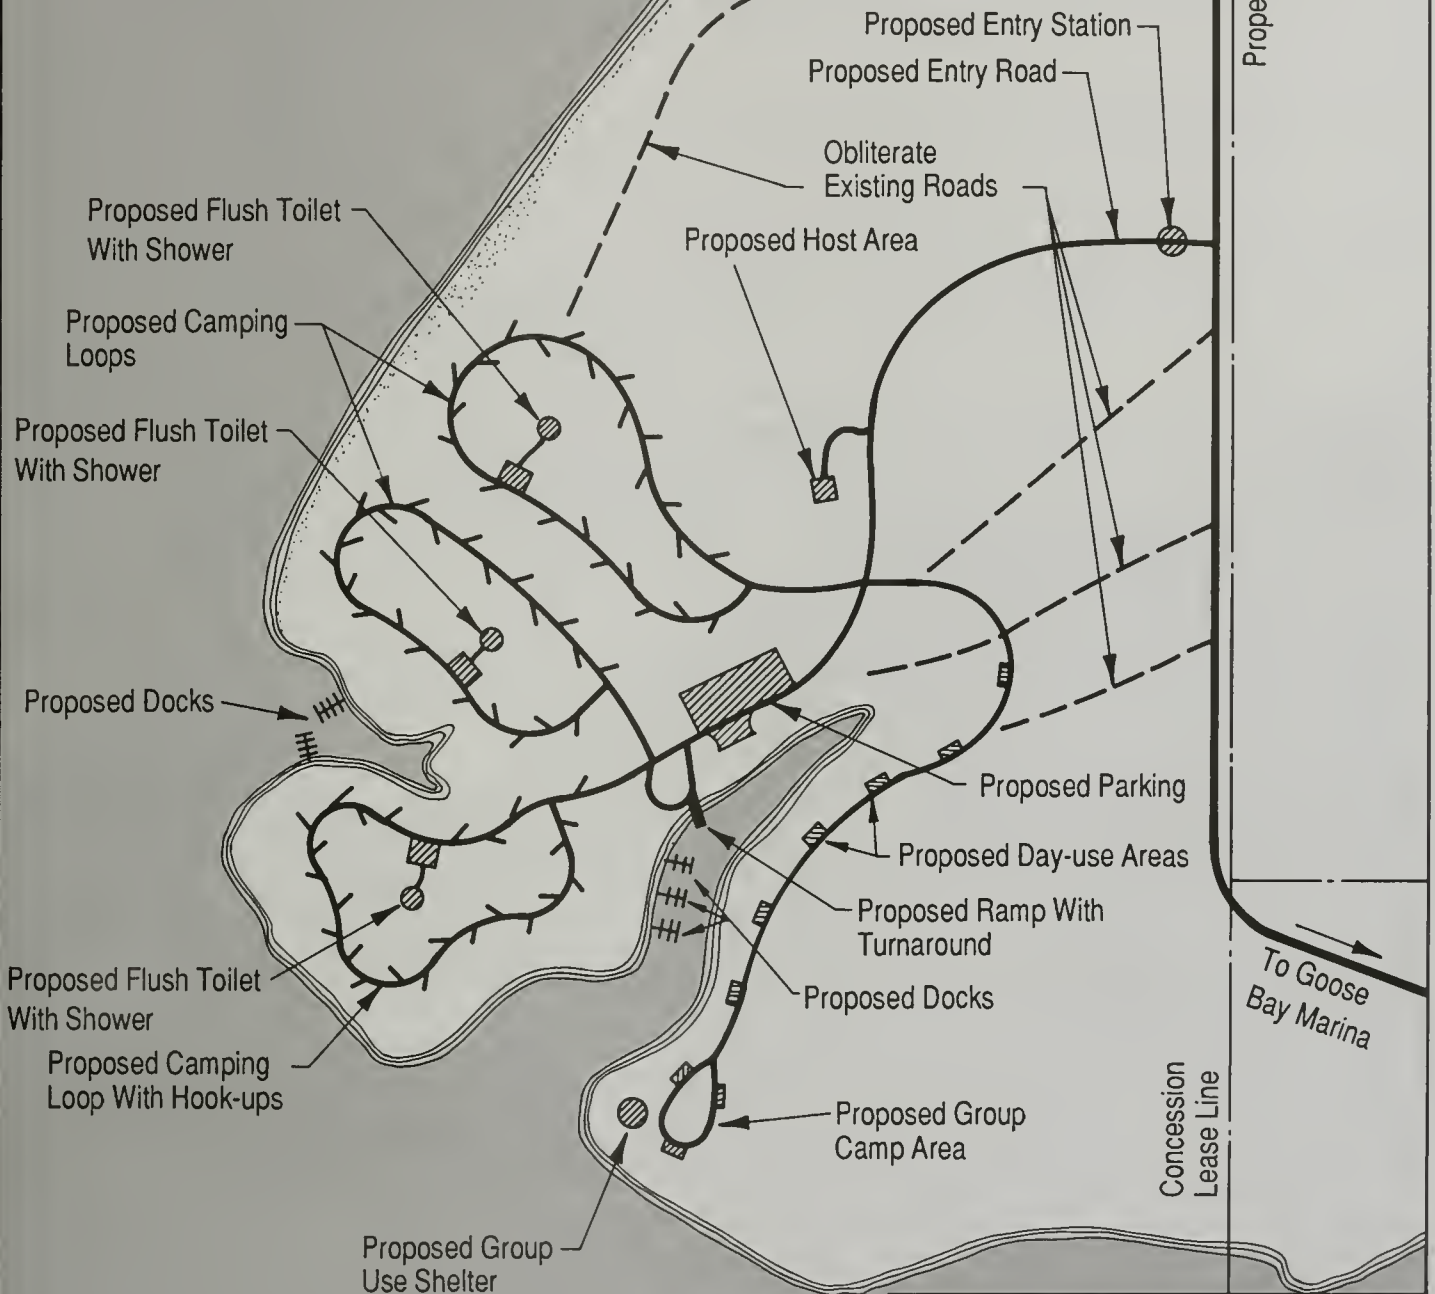 Proposed Entry Station
Proposed Entry Road
Obliterate
Existing Roads
Proposed Flush Toilet
With Shower
Proposed Host Area
Proposed Camping
Loops
Proposed Flush Toilet
With Shower
Proposed Docks
Proposed Parking
Proposed Day-use Areas
Proposed Ramp With
Turnaround
Proposed Docks
To Goose
Bay Marina
Proposed Flush Toilet
With Shower
Proposed Camping
Loop With Hook-ups
Proposed Group
Camp Area
Concession
Lease Line
Proposed Group
Use Shelter